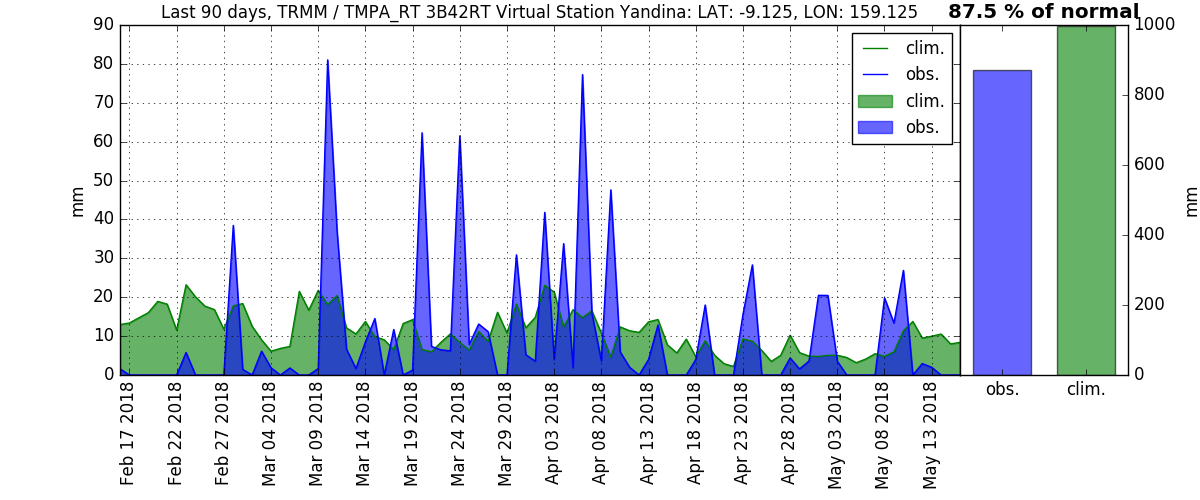 Last 90 days, TRMM / TMPA_RT 3B42RT Virtual Station Yandina: LAT: -9.125, LON: 159.125
87.5 % of normal
90
80
70
60
50
40
30
20
10
0
mm
clim.
obs.
clim.
obs.
1000
800
600
400
200
0
mm
Feb 17 2018
Feb 22 2018
Feb 27 2018
Mar 04 2018
Mar 09 2018
Mar 14 2018
Mar 19 2018
Mar 24 2018
Mar 29 2018
Apr 03 2018
Apr 08 2018
Apr 13 2018
Apr 18 2018
Apr 23 2018
Apr 28 2018
May 03 2018
May 08 2018
May 13 2018
obs.
clim.